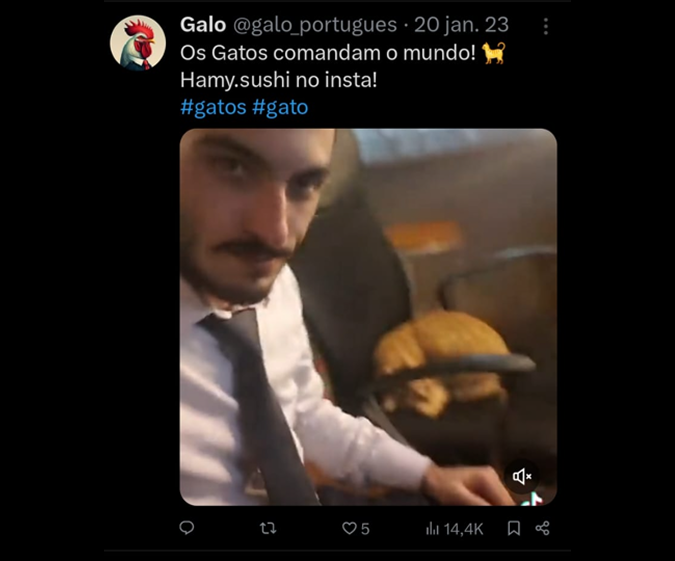 Galo @galo_portugues · 20 jan. 23
Os Gatos comandam o mundo! 🐈
Hamy.sushi no insta!
#gatos #gato
5
14,4K